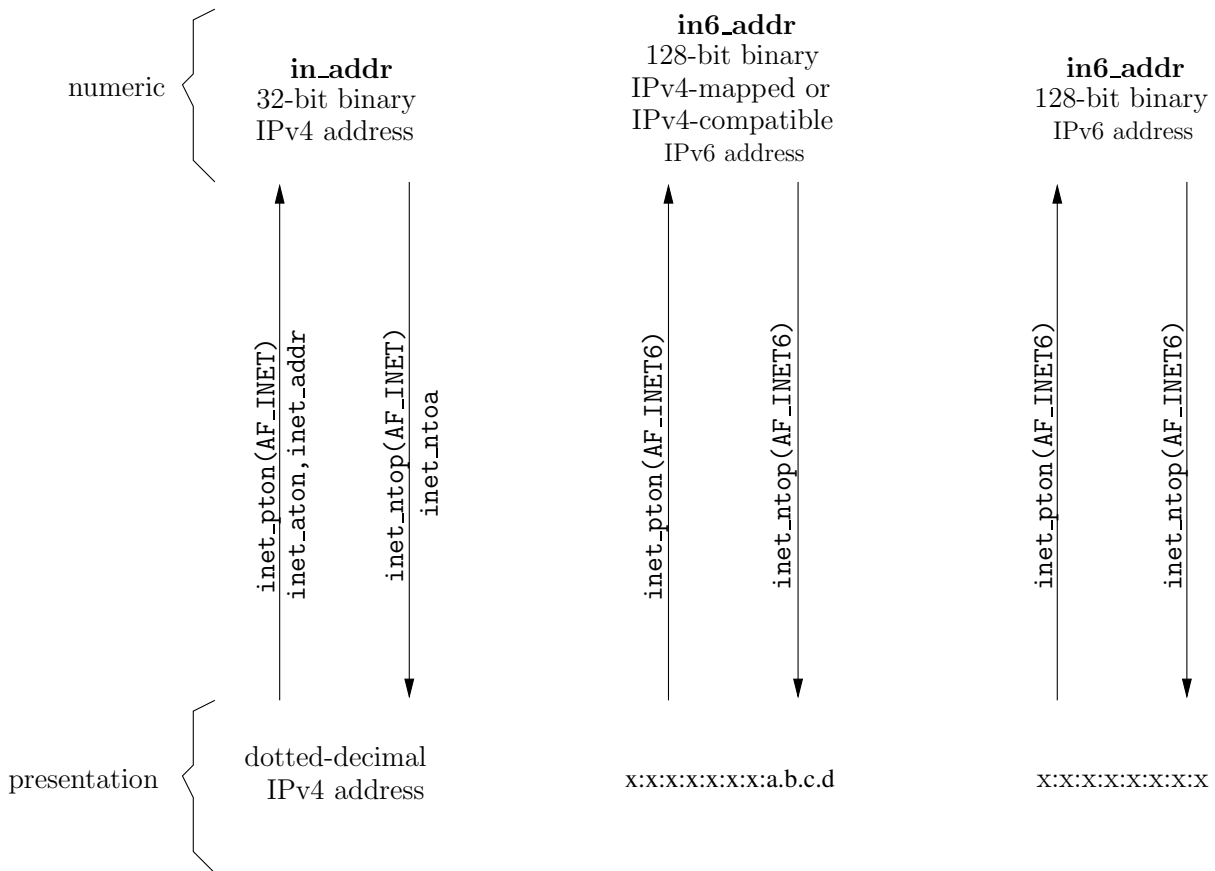 numeric
in_addr
32-bit binary
IPv4 address
in6_addr
128-bit binary
IPv4-mapped or
IPv4-compatible
IPv6 address
in6_addr
128-bit binary
IPv6 address
inet_pton(AF_INET)
inet_aton,inet_addr
inet_ntop(AF_INET)
inet_ntoa
inet_pton(AF_INET6)
inet_ntop(AF_INET6)
inet_pton(AF_INET6)
inet_ntop(AF_INET6)
presentation
dotted-decimal
IPv4 address
x:x:x:x:x:x:x:a.b.c.d
x:x:x:x:x:x:x:x